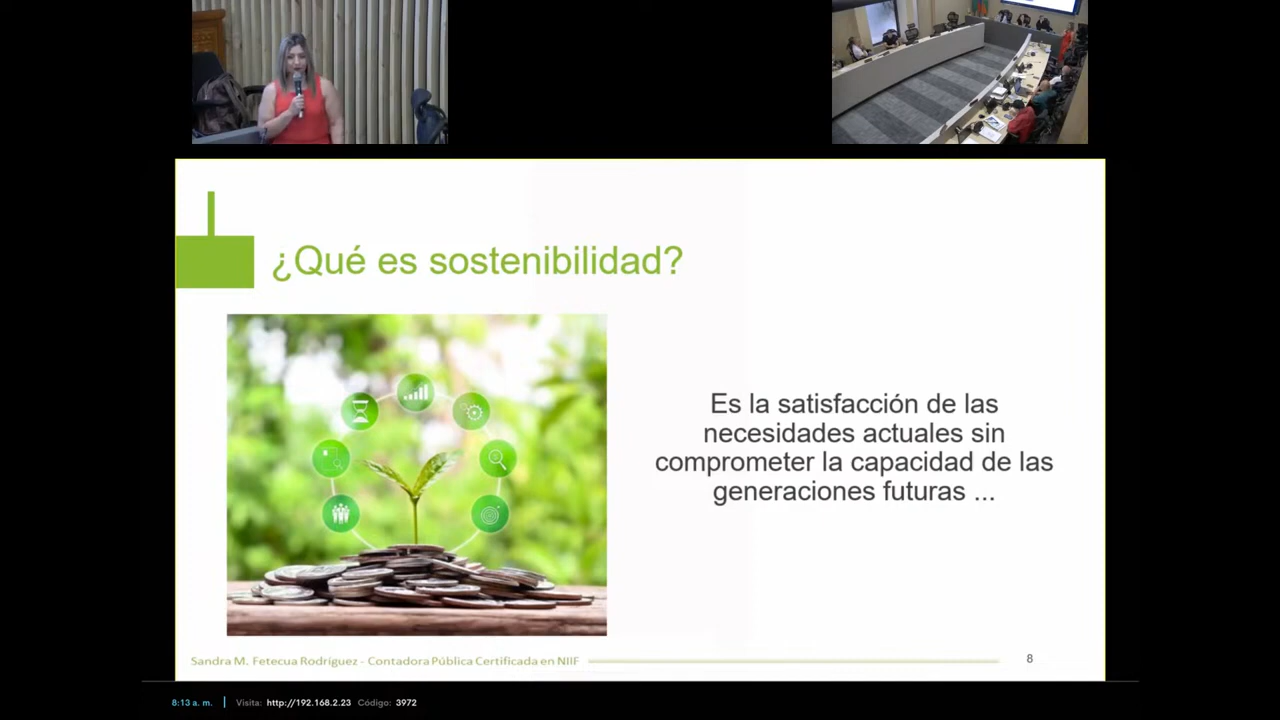 ¿Qué es sostenibilidad?
Es la satisfacción de las
necesidades actuales sin
comprometer la capacidad de las
generaciones futuras ...
Sandra M. Fetecua Rodríguez - Contadora Pública Certificada en NIIF
8
8:13 a. m. | Visita: http://192.168.2.23 Código: 3972